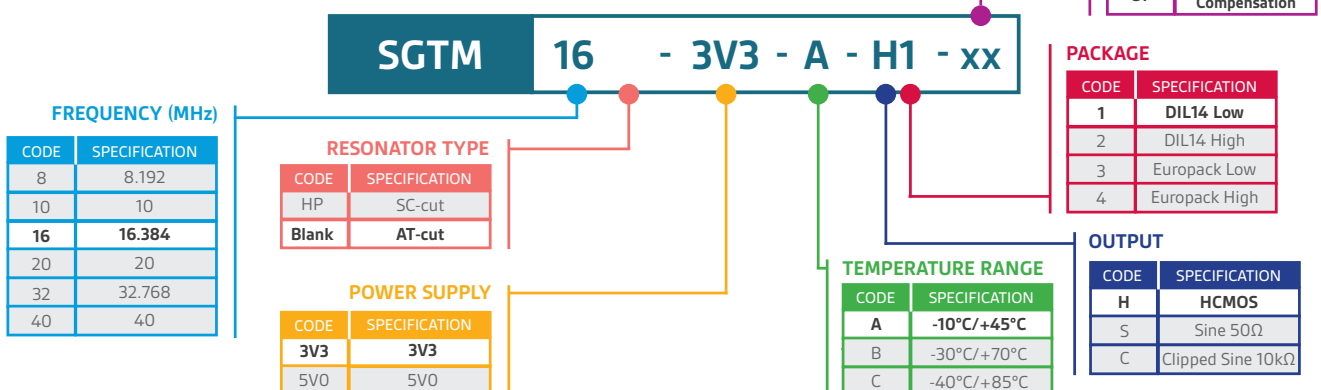 Compensation
SGTM 16 - 3V3 - A - H1 - xx
PACKAGE
CODE SPECIFICATION
1 DIL14 Low
2 DIL14 High
3 Europack Low
4 Europack High
FREQUENCY (MHz)
CODE SPECIFICATION
8 8.192
10 10
16 16.384
20 20
32 32.768
40 40
RESONATOR TYPE
CODE SPECIFICATION
HP SC-cut
Blank AT-cut
POWER SUPPLY
CODE SPECIFICATION
3V3 3V3
5V0 5V0
TEMPERATURE RANGE
CODE SPECIFICATION
A -10°C/+45°C
B -30°C/+70°C
C -40°C/+85°C
OUTPUT
CODE SPECIFICATION
H HCMOS
S Sine 50Ω
C Clipped Sine 10kΩ